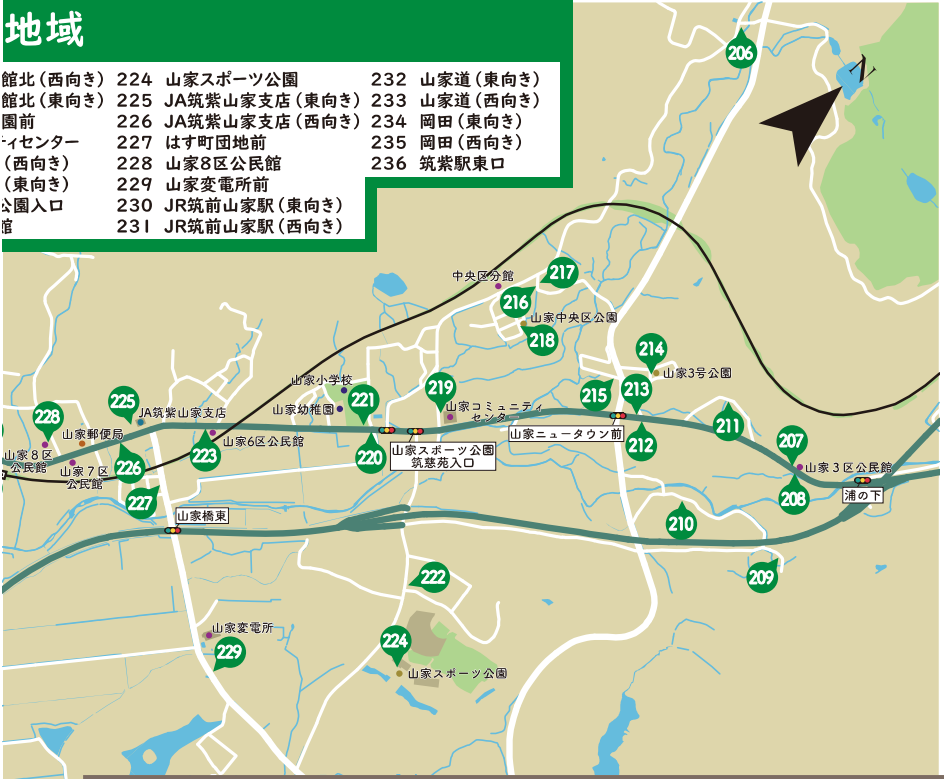 地域
館北(西向き)
館北(東向き)
園前
ティセンター
(西向き)
(東向き)
公園入口
館
224 山家スポーツ公園
225 JA筑紫山家支店(東向き)
226 JA筑紫山家支店(西向き)
227 はす町団地前
228 山家8区公民館
229 山家変電所前
230 JR筑前山家駅(東向き)
231 JR筑前山家駅(西向き)
232 山家道(東向き)
233 山家道(西向き)
234 岡田(東向き)
235 岡田(西向き)
236 筑紫駅東口
206
N
中央区分館
217
216
山家中央区公園
218
214
山家3号公園
山家小学校
219
215
213
225
221
山家幼稚園
山家コミュニティ
センター
JA筑紫山家支店
228
山家郵便局
山家6区公民館
223
220
山家スポーツ公園
筑慈苑入口
山家ニュータウン前
212
211
207
山家3区公民館
山家8区
公民館
山家7区
公民館
226
227
208
浦の下
山家橋東
210
222
209
山家変電所
229
224
山家スポーツ公園